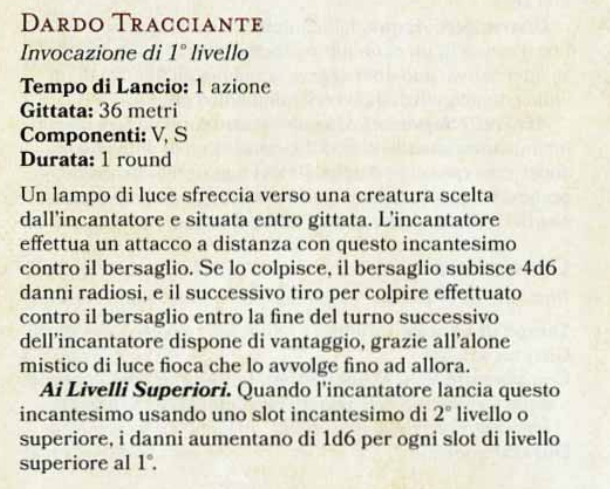 DARDO TRACCIANTE
Invocazione di 1° livello
Tempo di Lancio: 1 azione
Gittata: 36 metri
Componenti: V, S
Durata: 1 round
Un lampo di luce sfreccia verso una creatura scelta
dall'incantatore e situata entro gittata. L'incantatore
effettua un attacco a distanza con questo incantesimo
contro il bersaglio. Se lo colpisce, il bersaglio subisce 4d6
danni radiosi, e il successivo tiro per colpire effettuato
contro il bersaglio entro la fine del turno successivo
dell'incantatore dispone di vantaggio, grazie all'alone
mistico di luce fioca che lo avvolge fino ad allora.
Ai Livelli Superiori. Quando l'incantatore lancia questo
incantesimo usando uno slot incantesimo di 2° livello o
superiore, i danni aumentano di 1d6 per ogni slot di livello
superiore al 1°.